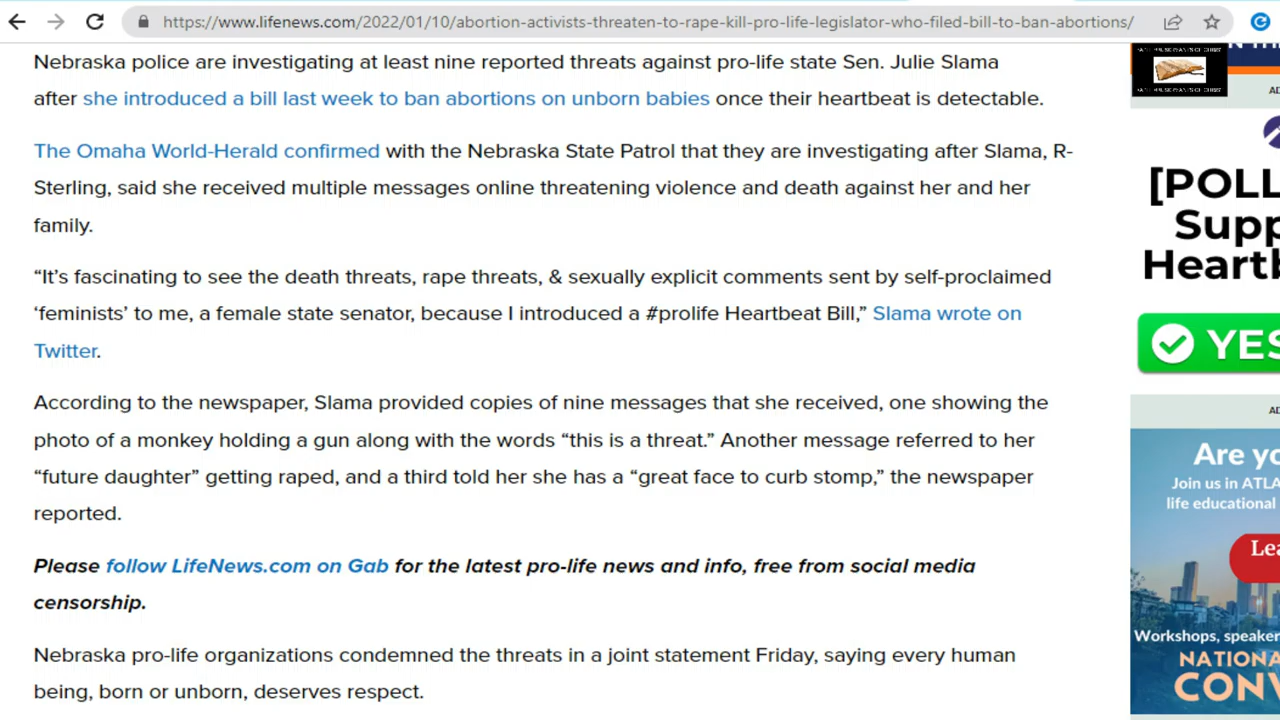 https://www.lifenews.com/2022/01/10/abortion-activists-threaten-to-rape-kill-pro-life-legislator-who-filed-bill-to-ban-abortions/
Nebraska police are investigating at least nine reported threats against pro-life state Sen. Julie Slama
after she introduced a bill last week to ban abortions on unborn babies once their heartbeat is detectable.
The Omaha World-Herald confirmed with the Nebraska State Patrol that they are investigating after Slama, R-
Sterling, said she received multiple messages online threatening violence and death against her and her
family.
“It’s fascinating to see the death threats, rape threats, & sexually explicit comments sent by self-proclaimed
‘feminists’ to me, a female state senator, because I introduced a #prolife Heartbeat Bill,” Slama wrote on
Twitter.
According to the newspaper, Slama provided copies of nine messages that she received, one showing the
photo of a monkey holding a gun along with the words “this is a threat.” Another message referred to her
“future daughter” getting raped, and a third told her she has a “great face to curb stomp,” the newspaper
reported.
Please follow LifeNews.com on Gab for the latest pro-life news and info, free from social media
censorship.
Nebraska pro-life organizations condemned the threats in a joint statement Friday, saying every human
being, born or unborn, deserves respect.
AD
[POLL
Supp
Heartb
YES
AD
Are yo
Join us in ATLA
life educational
Lea
Workshops, speaker
NATIONA
CONV